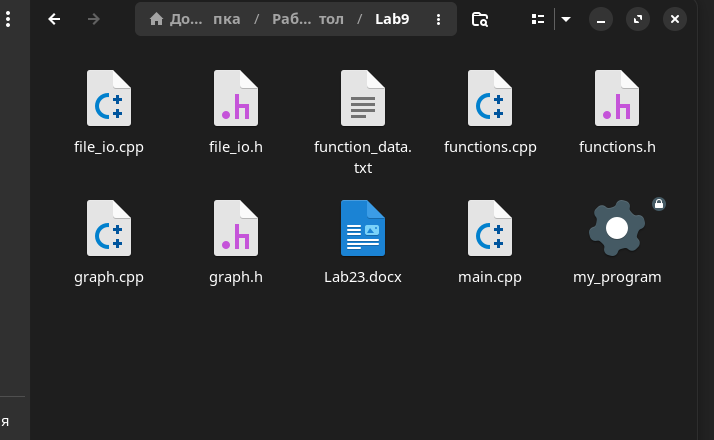 До... пка / Раб... тол / Lab9
file_io.cpp
file_io.h
function_data.
txt
functions.cpp
functions.h
graph.cpp
graph.h
Lab23.docx
main.cpp
my_program
я